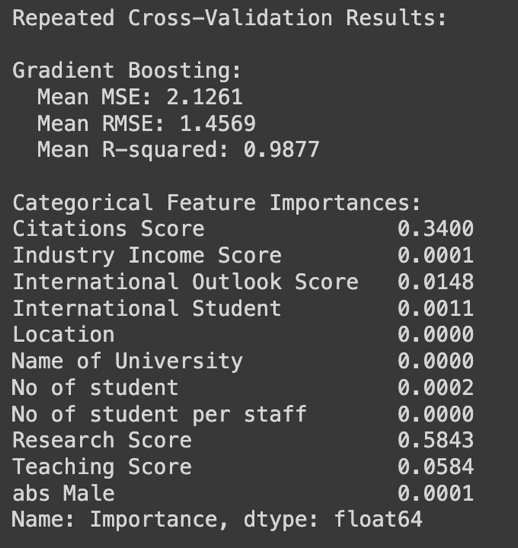 Repeated Cross-Validation Results:
Gradient Boosting:
Mean MSE: 2.1261
Mean RMSE: 1.4569
Mean R-squared: 0.9877
Categorical Feature Importances:
Citations Score 0.3400
Industry Income Score 0.0001
International Outlook Score 0.0148
International Student 0.0011
Location 0.0000
Name of University 0.0000
No of student 0.0002
No of student per staff 0.0000
Research Score 0.5843
Teaching Score 0.0584
abs Male 0.0001
Name: Importance, dtype: float64